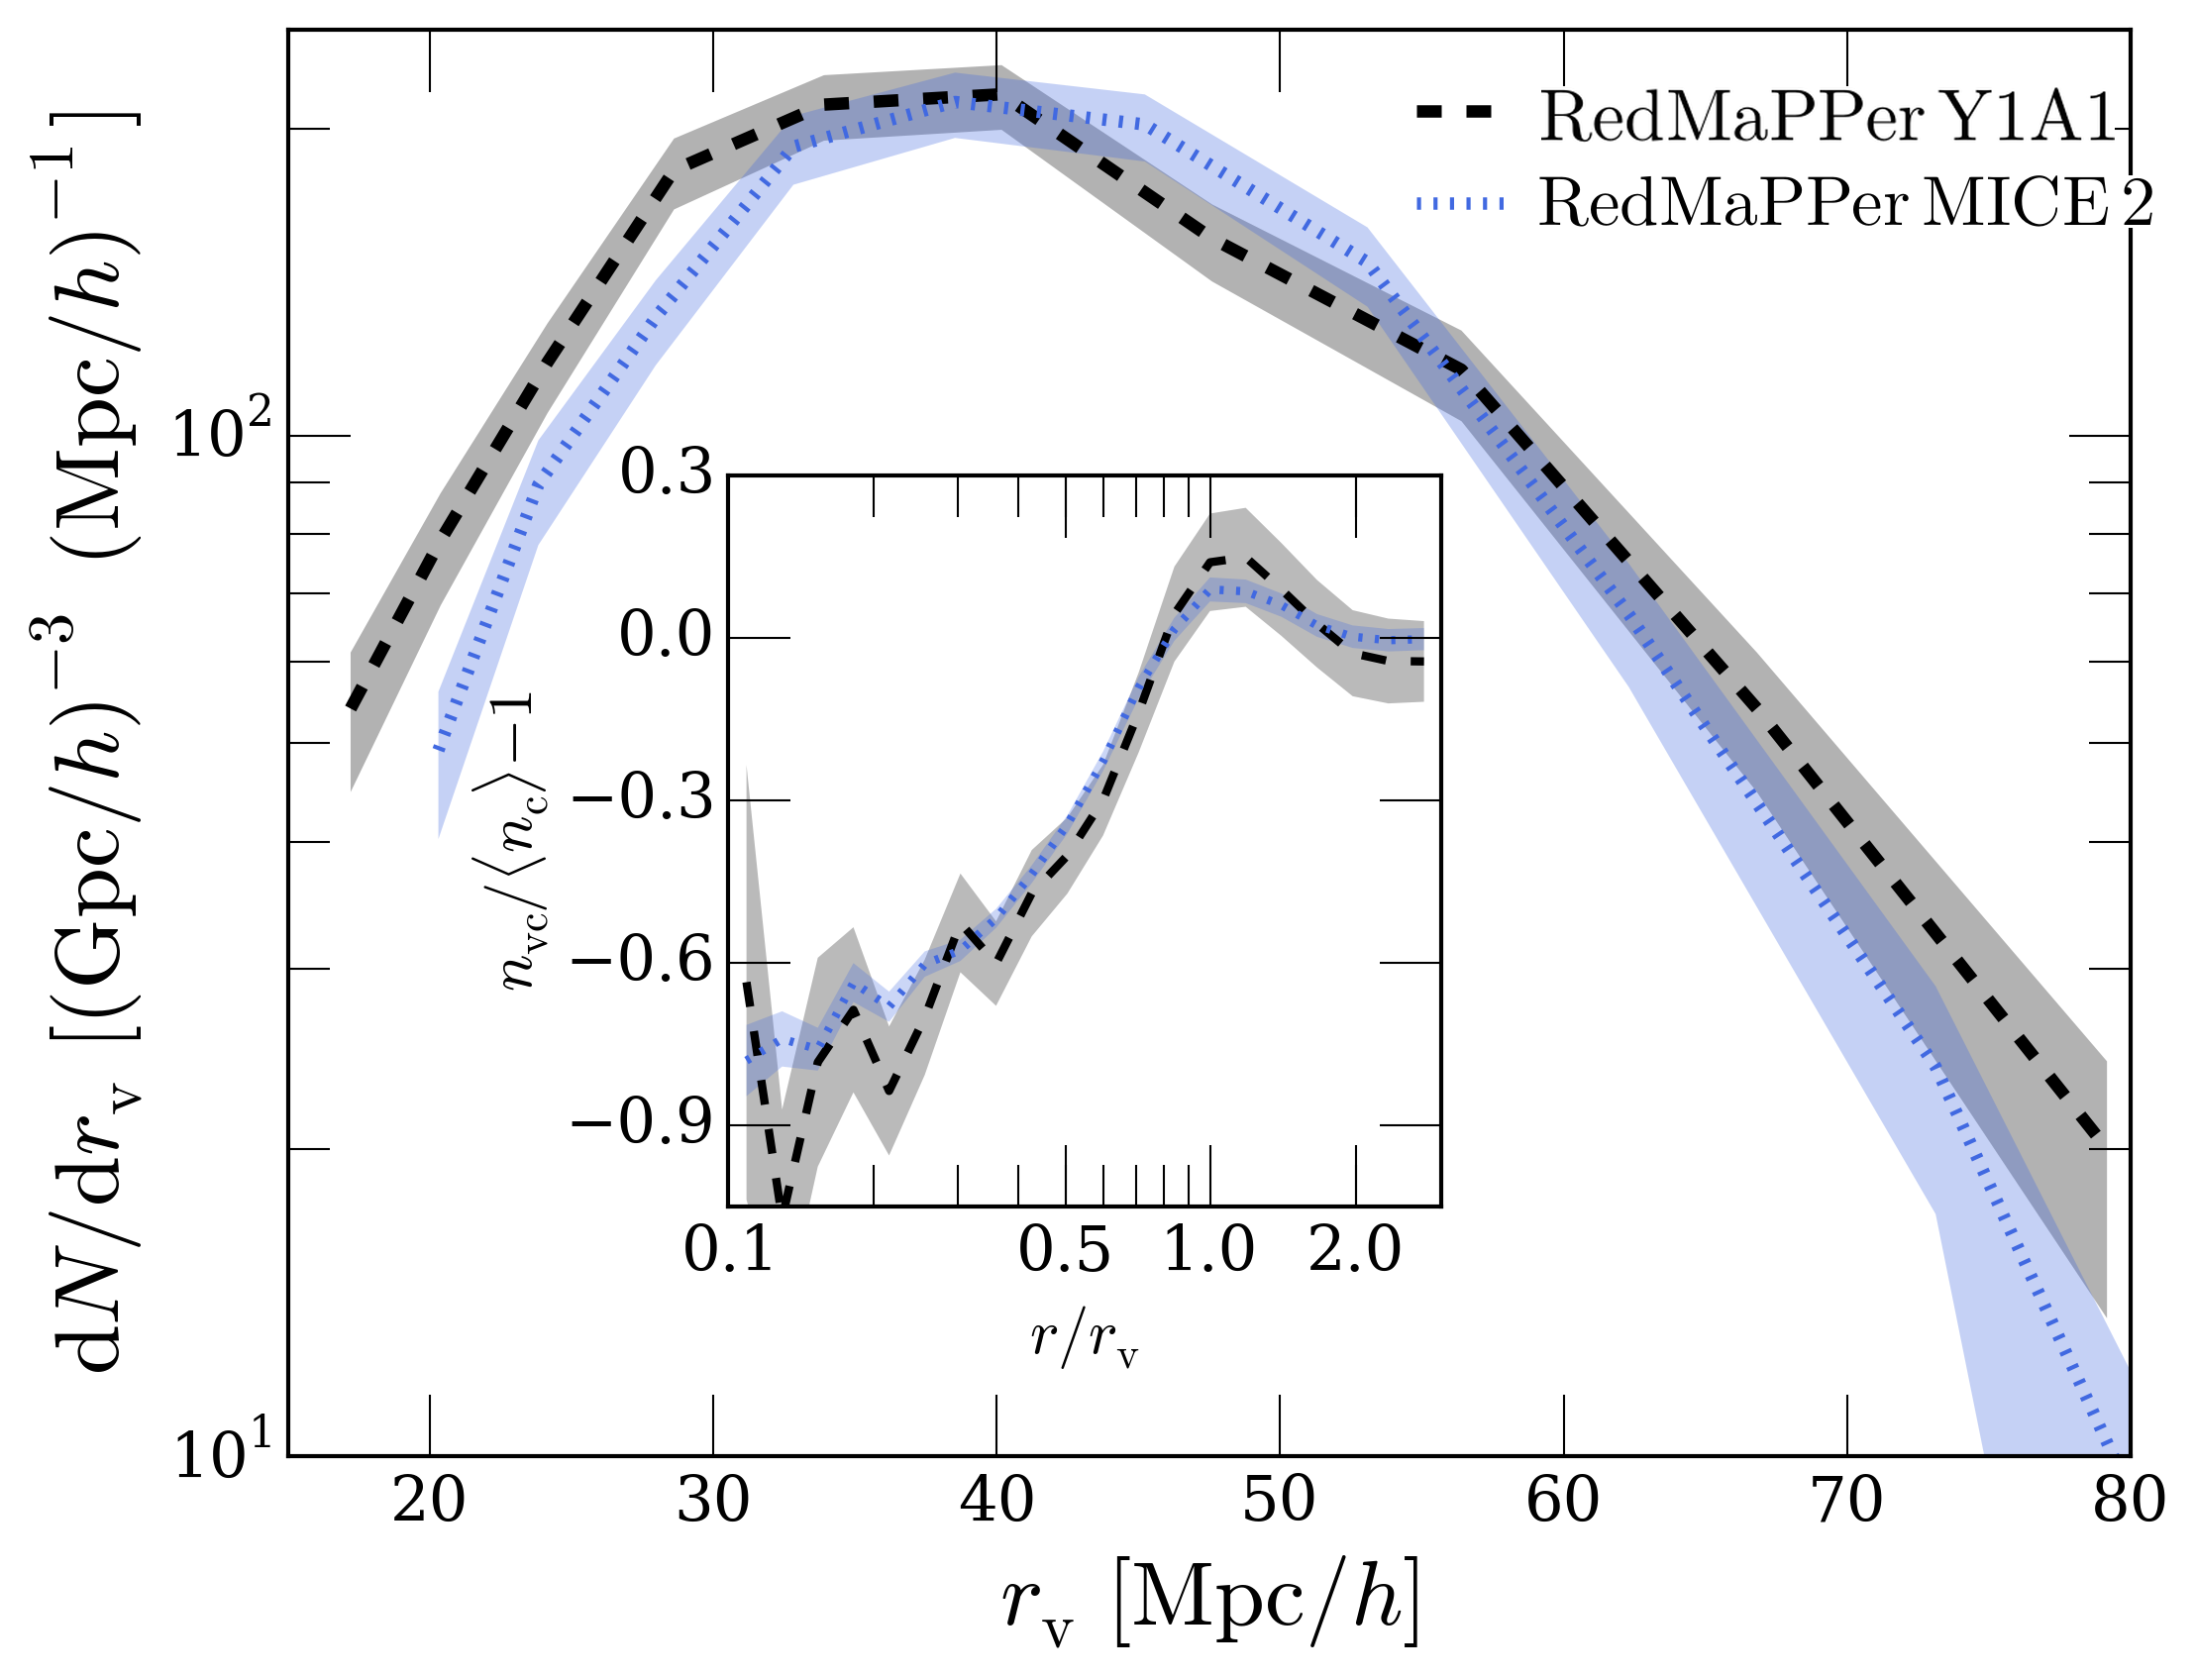 RedMaPPer Y1A1
RedMaPPer MICE 2
dN/dr_v [(Gpc/h)^−3 (Mpc/h)^−1]
10^2
10^1
20 30 40 50 60 70 80
r_v [Mpc/h]
0.3
0.0
−0.3
−0.6
−0.9
n_vc/⟨n_c⟩−1
0.1 0.5 1.0 2.0
r/r_v